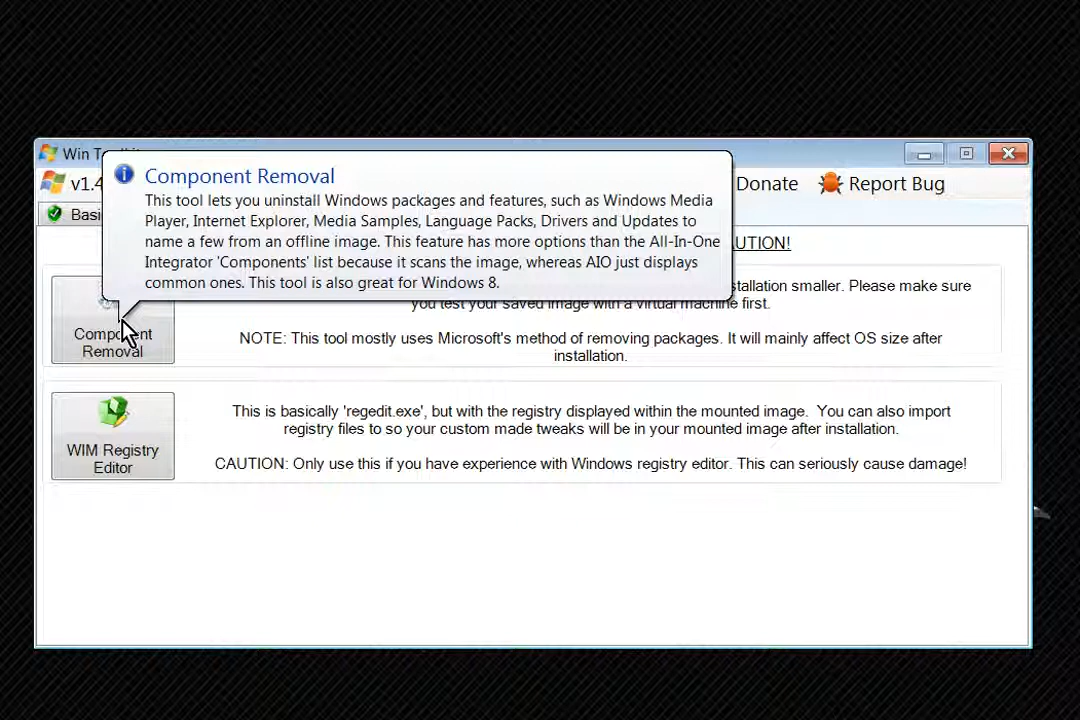 Win T
v1.4
Donate
Report Bug
Basi
Component Removal
This tool lets you uninstall Windows packages and features, such as Windows Media
Player, Internet Explorer, Media Samples, Language Packs, Drivers and Updates to
name a few from an offline image. This feature has more options than the All-In-One
Integrator 'Components' list because it scans the image, whereas AIO just displays
common ones. This tool is also great for Windows 8.
AUTION!
stallation smaller. Please make sure
you test your saved image with a virtual machine first.
NOTE: This tool mostly uses Microsoft's method of removing packages. It will mainly affect OS size after
installation.
Component
Removal
This is basically 'regedit.exe', but with the registry displayed within the mounted image. You can also import
registry files to so your custom made tweaks will be in your mounted image after installation.
CAUTION: Only use this if you have experience with Windows registry editor. This can seriously cause damage!
WIM Registry
Editor